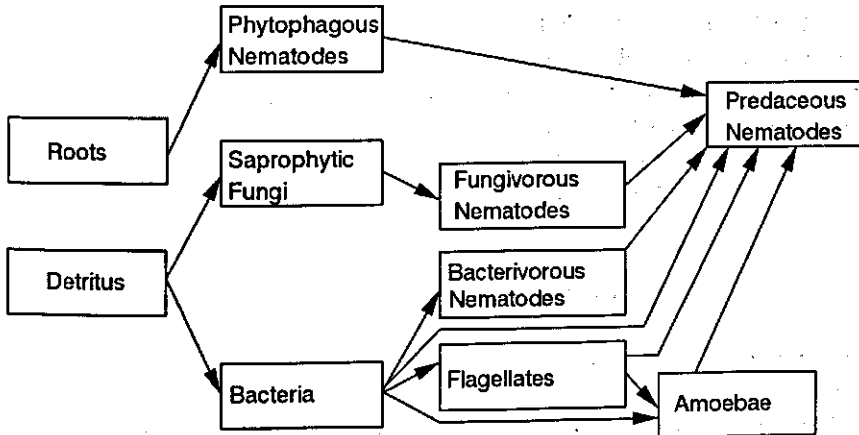 Phytophagous
Nematodes
Predaceous
Nematodes
Roots
Saprophytic
Fungi
Fungivorous
Nematodes
Detritus
Bacterivorous
Nematodes
Bacteria
Flagellates
Amoebae